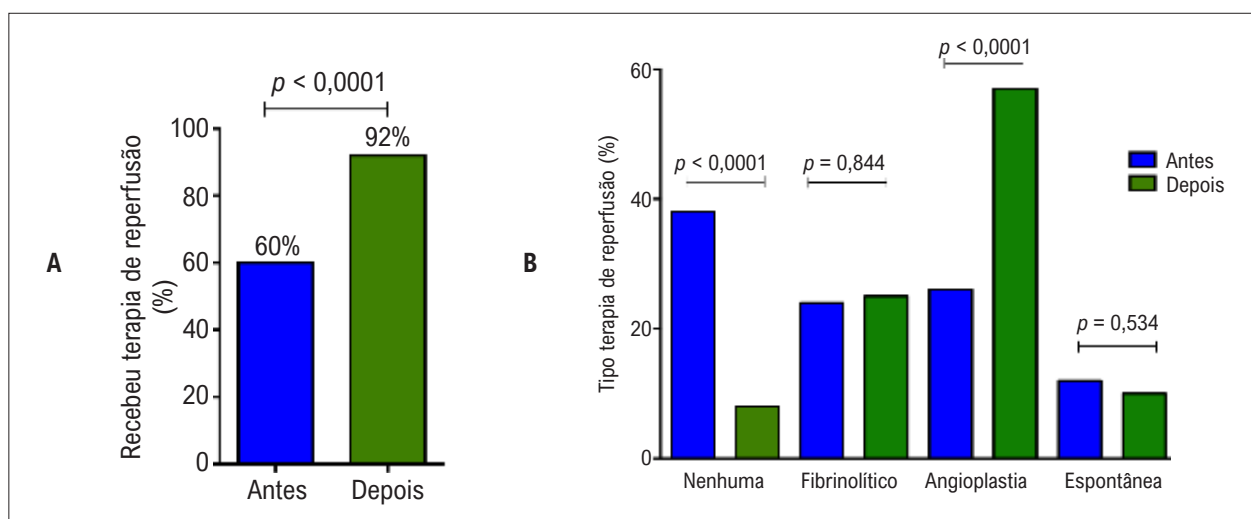 A
p < 0,0001
Recebeu terapia de reperfusão
(%)
100
80
60
40
20
0
60%
92%
Antes
Depois
B
Tipo terapia de reperfusão (%)
60
40
20
0
p < 0,0001
p = 0,844
p < 0,0001
p = 0,534
Antes
Depois
Nenhuma
Fibrinolítico
Angioplastia
Espontânea